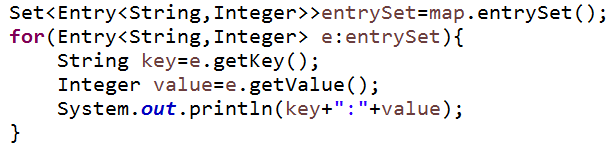 Set<Entry<String,Integer>>entrySet=map.entrySet();
for(Entry<String,Integer> e:entrySet){
    String key=e.getKey();
    Integer value=e.getValue();
    System.out.println(key+":"+value);
}